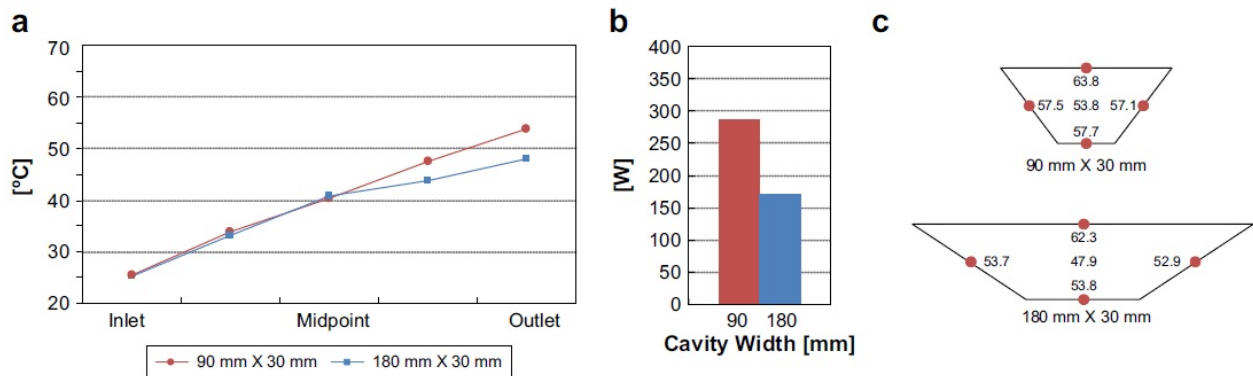 a
70
60
50
40
30
20
[ºC]
Inlet
Midpoint
Outlet
90 mm X 30 mm
180 mm X 30 mm
b
400
350
300
250
200
150
100
50
0
[W]
90
180
Cavity Width [mm]
c
63.8
57.5 53.8 57.1
57.7
90 mm X 30 mm
62.3
53.7 47.9 52.9
53.8
180 mm X 30 mm